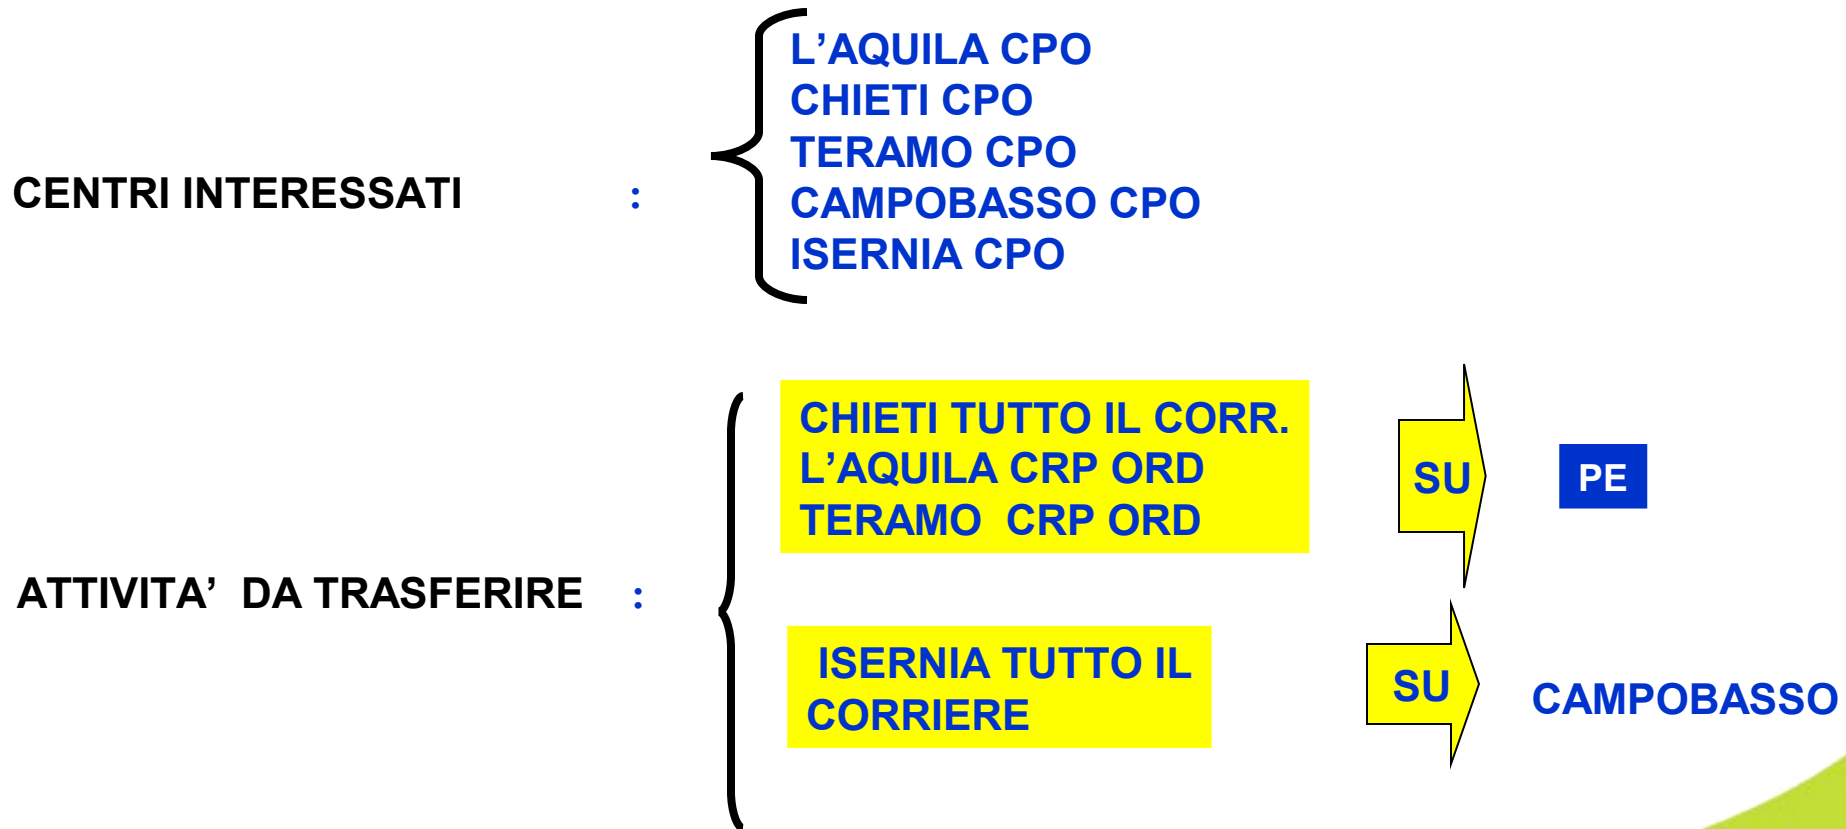 L’AQUILA CPO
CHIETI CPO
TERAMO CPO
CAMPOBASSO CPO
ISERNIA CPO
CENTRI INTERESSATI :
CHIETI TUTTO IL CORR.
L’AQUILA CRP ORD
TERAMO CRP ORD
SU
PE
ATTIVITA’ DA TRASFERIRE :
ISERNIA TUTTO IL
CORRIERE
SU
CAMPOBASSO